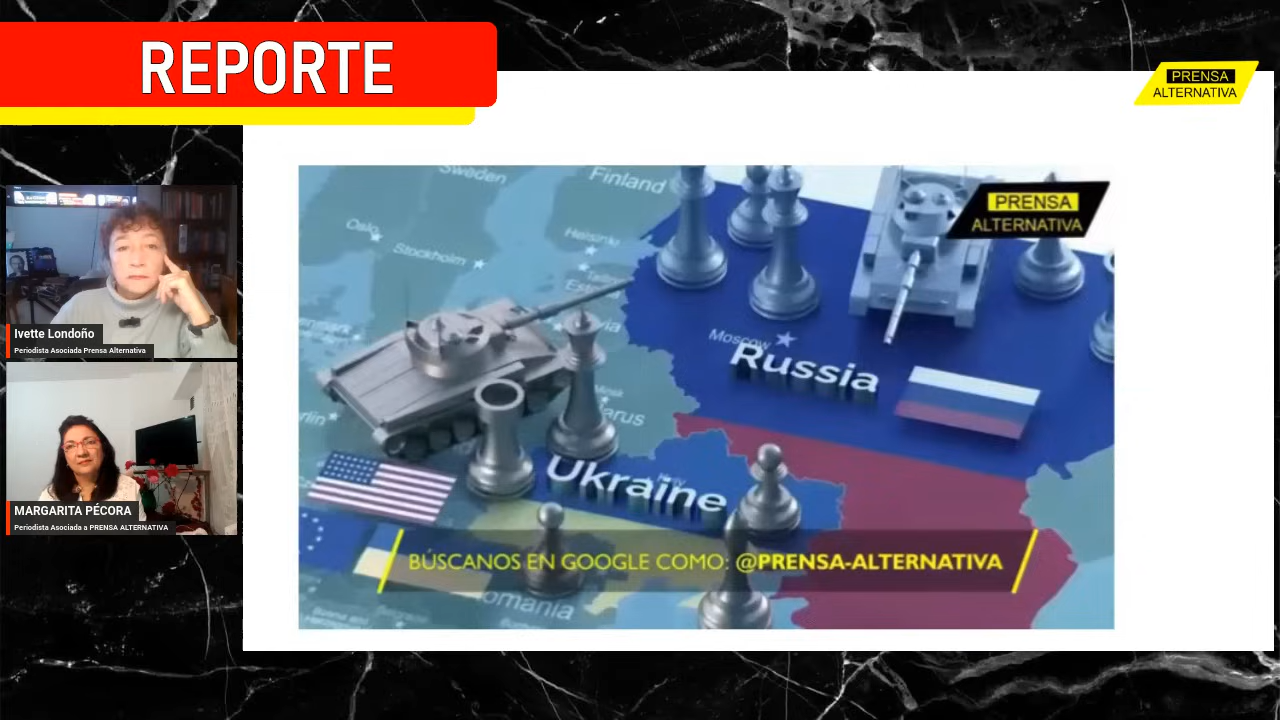 REPORTE
PRENSA
ALTERNATIVA
Ivette Londoño
Periodista Asociada Prensa Alternativa
MARGARITA PÉCORA
Periodista Asociada a PRENSA ALTERNATIVA
Sweden
Finland
PRENSA
ALTERNATIVA
Oslo
Stockholm
Helsinki
Moscow
Russia
Ukraine
BÚSCANOS EN GOOGLE COMO: @PRENSA-ALTERNATIVA